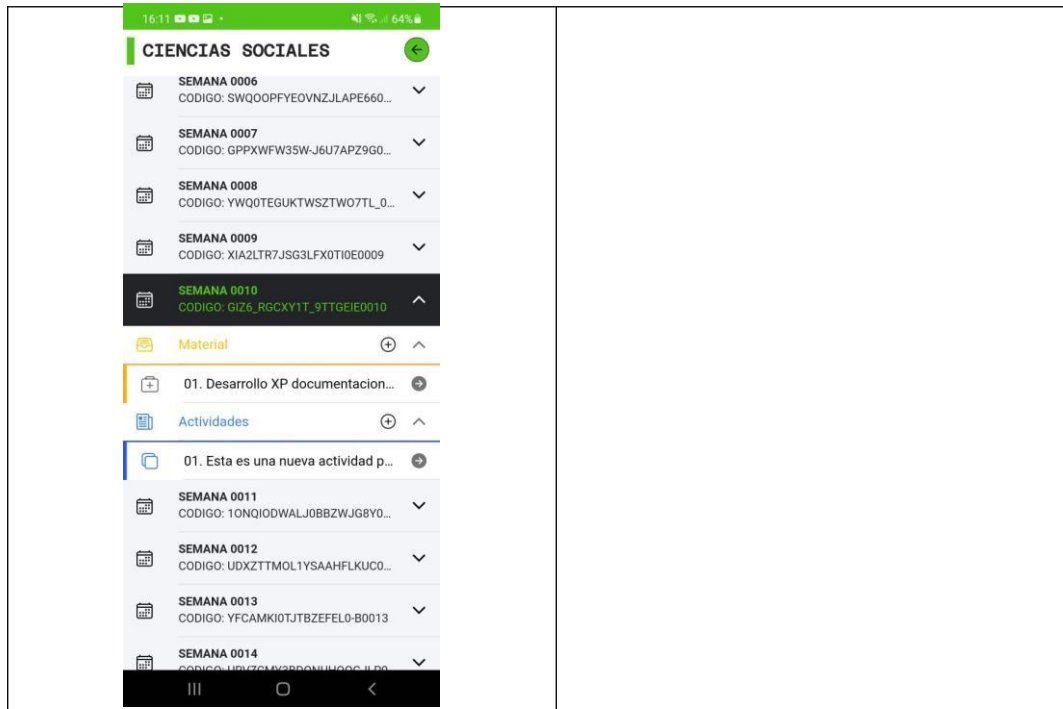 16:11 64%
CIENCIAS SOCIALES
SEMANA 0006
CODIGO: SWQOOPFYEOVNZJLAPE660...
SEMANA 0007
CODIGO: GPPXWFW35W-J6U7APZ9G0...
SEMANA 0008
CODIGO: YWQ0TEGUKTWSZTWO7TL_0...
SEMANA 0009
CODIGO: XIA2LTR7JSG3LFX0TI0E0009
SEMANA 0010
CODIGO: GIZ6_RGCXY1T_9TTGEIE0010
Material
01. Desarrollo XP documentacion...
Actividades
01. Esta es una nueva actividad p...
SEMANA 0011
CODIGO: 1ONQIODWALJ0BBZWJG8Y0...
SEMANA 0012
CODIGO: UDXZTTMOL1YSAAHFLKUC0...
SEMANA 0013
CODIGO: YFCAMKI0TJTBZEFEL0-B0013
SEMANA 0014